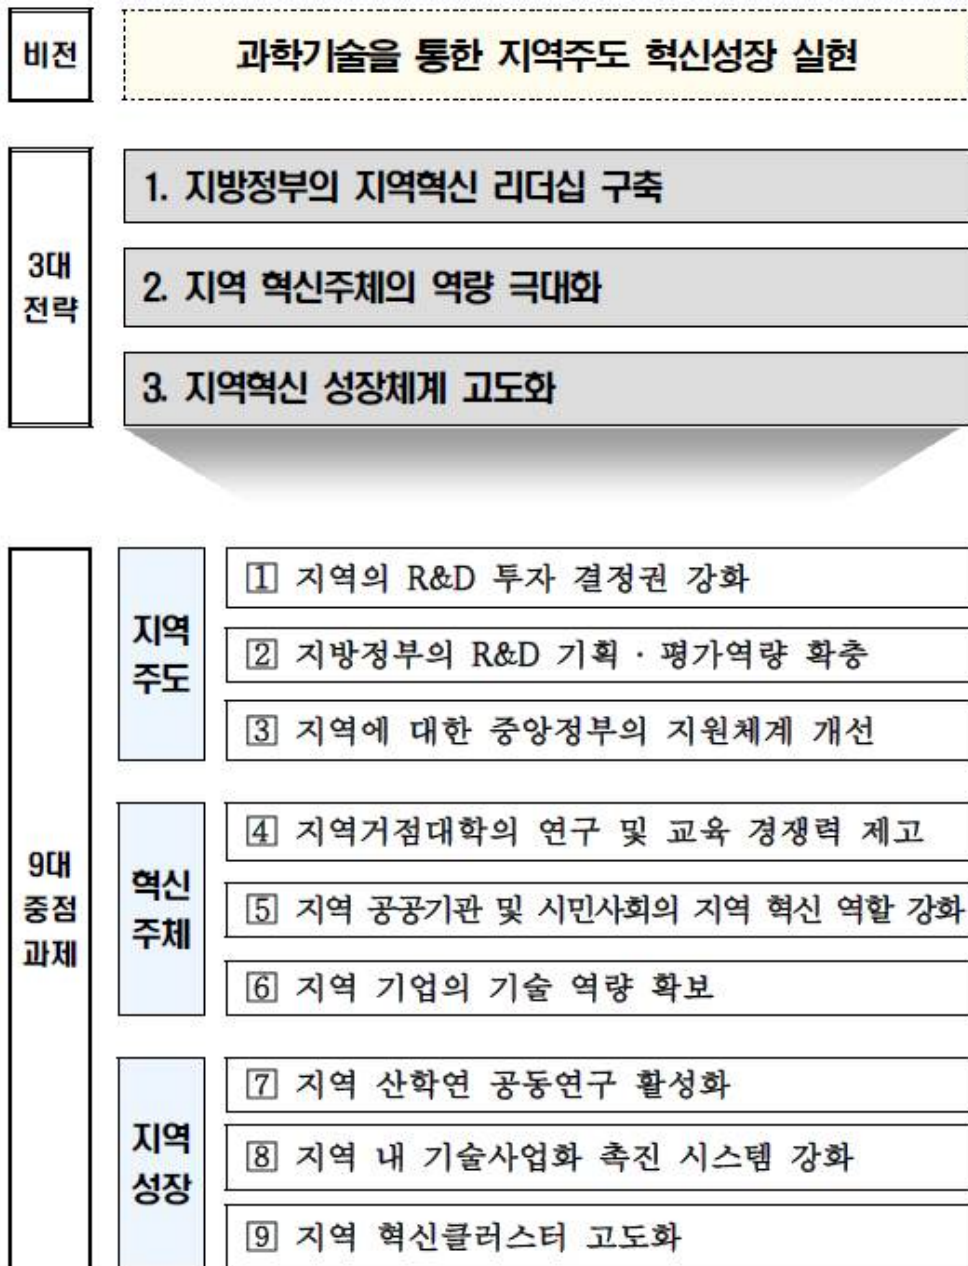 비전
과학기술을 통한 지역주도 혁신성장 실현
3대
전략
1. 지방정부의 지역혁신 리더십 구축
2. 지역 혁신주체의 역량 극대화
3. 지역혁신 성장체계 고도화
9대
중점
과제
지역
주도
1 지역의 R&D 투자 결정권 강화
2 지방정부의 R&D 기획 · 평가역량 확충
3 지역에 대한 중앙정부의 지원체계 개선
혁신
주체
4 지역거점대학의 연구 및 교육 경쟁력 제고
5 지역 공공기관 및 시민사회의 지역 혁신 역할 강화
6 지역 기업의 기술 역량 확보
지역
성장
7 지역 산학연 공동연구 활성화
8 지역 내 기술사업화 촉진 시스템 강화
9 지역 혁신클러스터 고도화